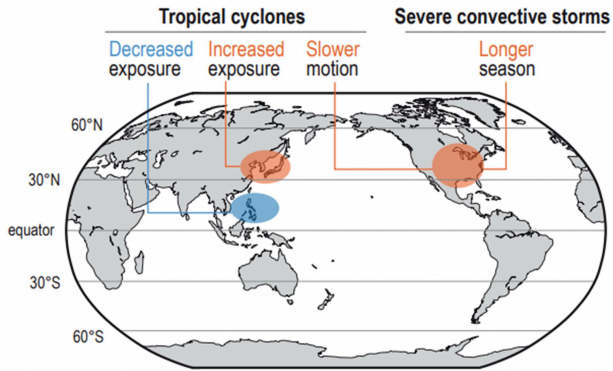 Tropical cyclones
Severe convective storms
Decreased
exposure
Increased
exposure
Slower
motion
Longer
season
60°N
30°N
equator
30°S
60°S